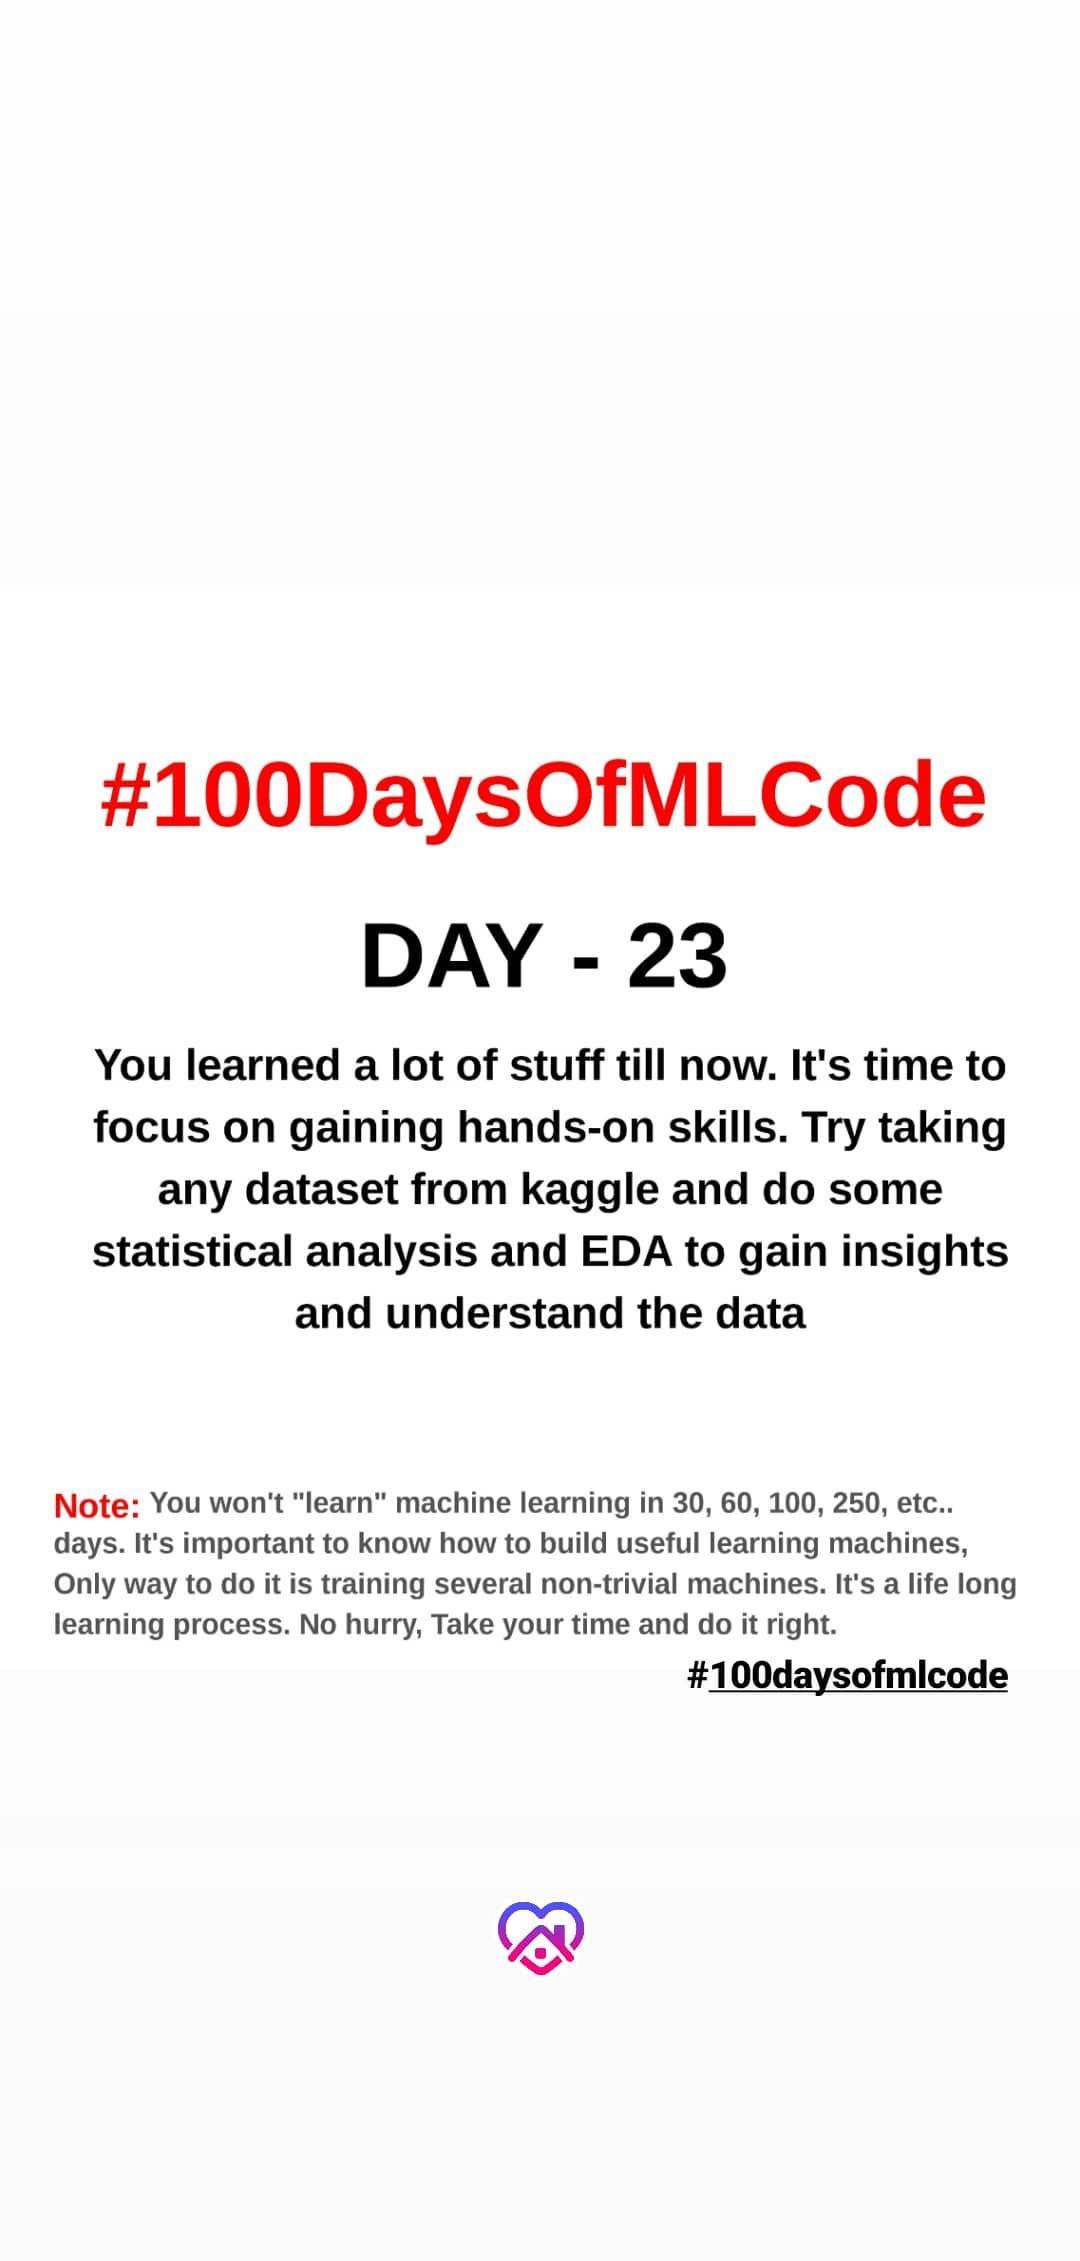 #100DaysOfMLCode
DAY - 23
You learned a lot of stuff till now. It's time to
focus on gaining hands-on skills. Try taking
any dataset from kaggle and do some
statistical analysis and EDA to gain insights
and understand the data
Note: You won't "learn" machine learning in 30, 60, 100, 250, etc..
days. It's important to know how to build useful learning machines,
Only way to do it is training several non-trivial machines. It's a life long
learning process. No hurry, Take your time and do it right.
#100daysofmlcode